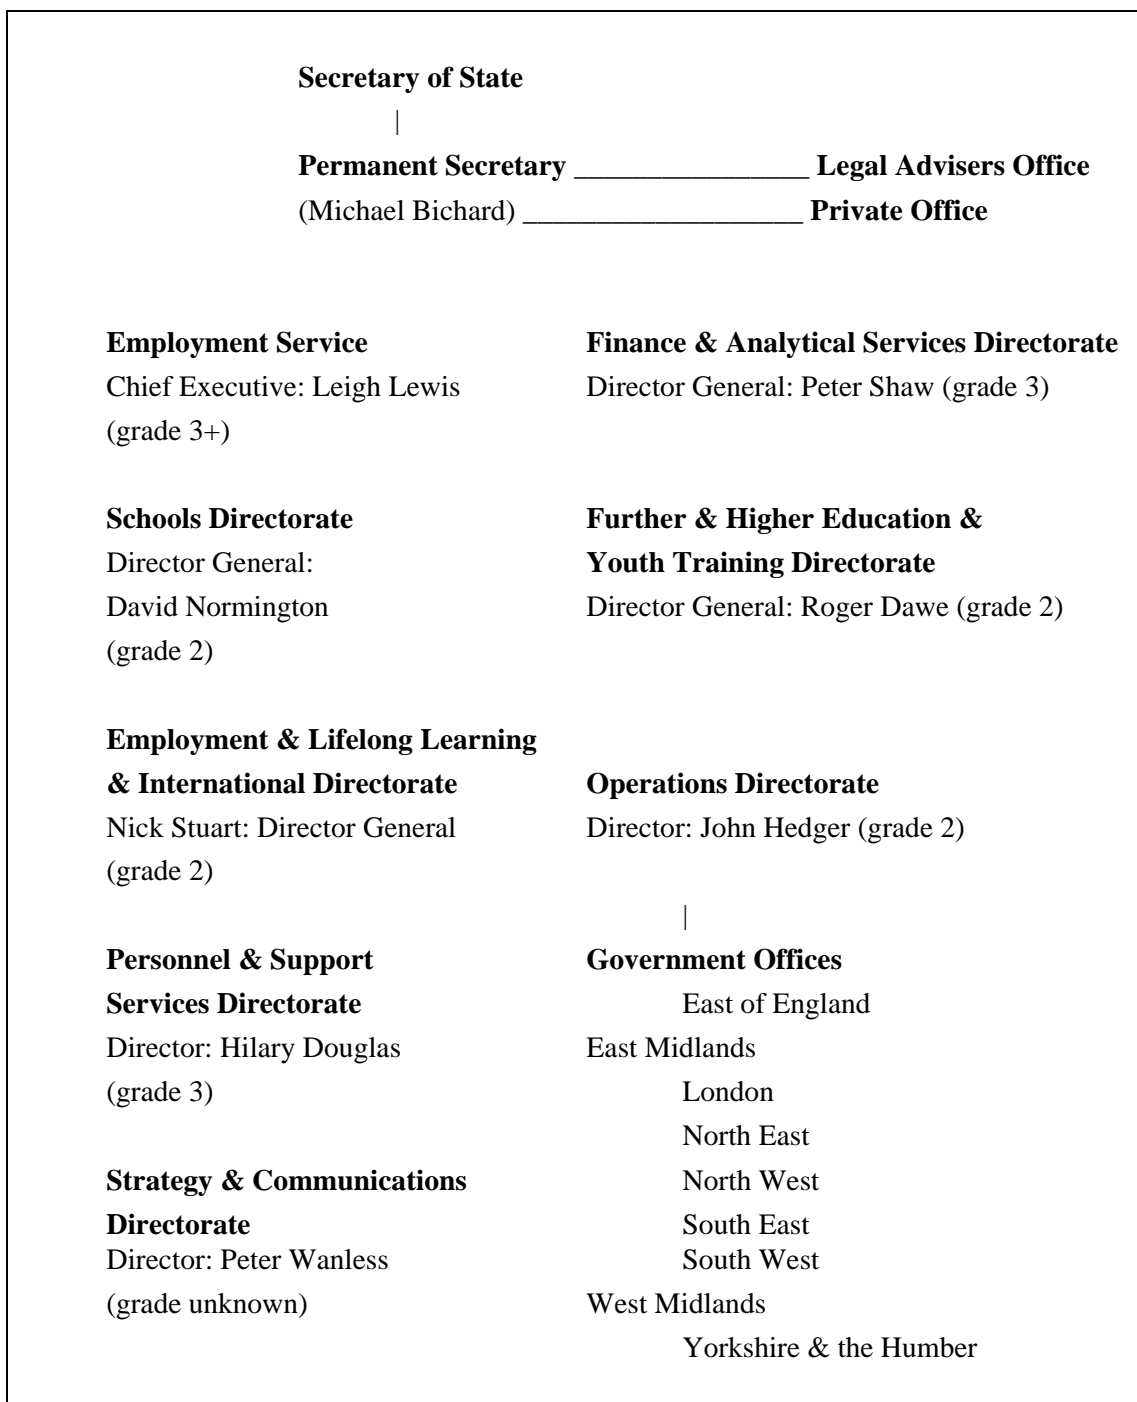 Secretary of State
|
Permanent Secretary ________________ Legal Advisers Office
(Michael Bichard) ___________________ Private Office
Employment Service
Chief Executive: Leigh Lewis
(grade 3+)
Finance & Analytical Services Directorate
Director General: Peter Shaw (grade 3)
Schools Directorate
Director General:
David Normington
(grade 2)
Further & Higher Education &
Youth Training Directorate
Director General: Roger Dawe (grade 2)
Employment & Lifelong Learning
& International Directorate
Nick Stuart: Director General
(grade 2)
Operations Directorate
Director: John Hedger (grade 2)
|
Personnel & Support
Services Directorate
Director: Hilary Douglas
(grade 3)
Strategy & Communications
Directorate
Director: Peter Wanless
(grade unknown)
Government Offices
East of England
East Midlands
London
North East
North West
South East
South West
West Midlands
Yorkshire & the Humber